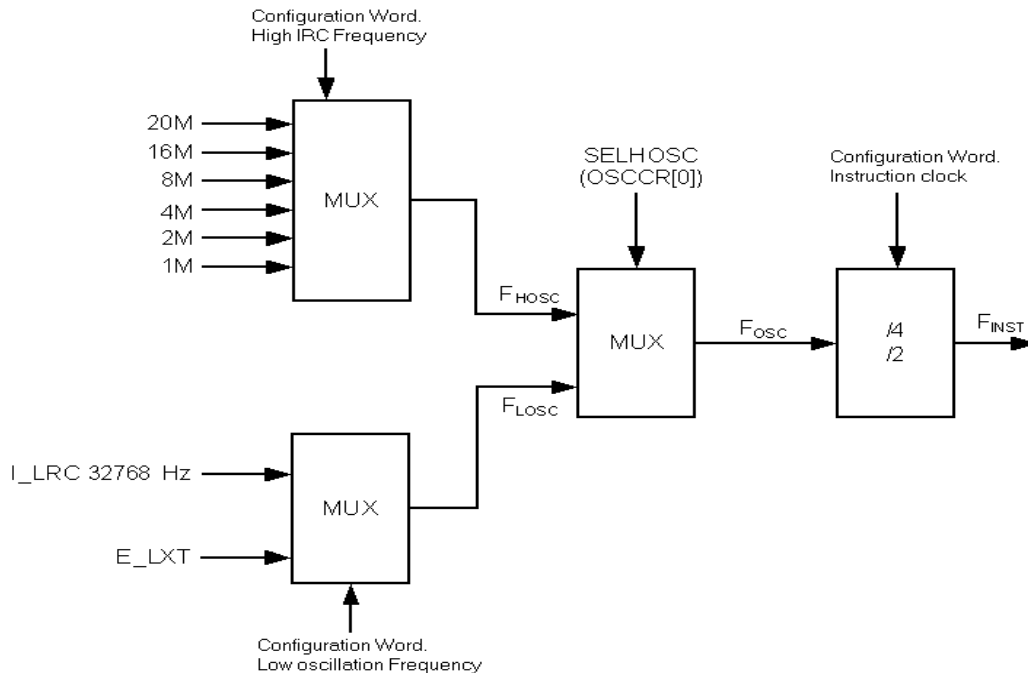 Configuration Word.
High IRC Frequency
20M
16M
8M
4M
2M
1M
MUX
SELHOSC
(OSCCR[0])
Configuration Word.
Instruction clock
FHOSC
MUX
FOSC
/4
/2
FINST
FLOSC
I_LRC 32768 Hz
E_LXT
MUX
Configuration Word.
Low oscillation Frequency